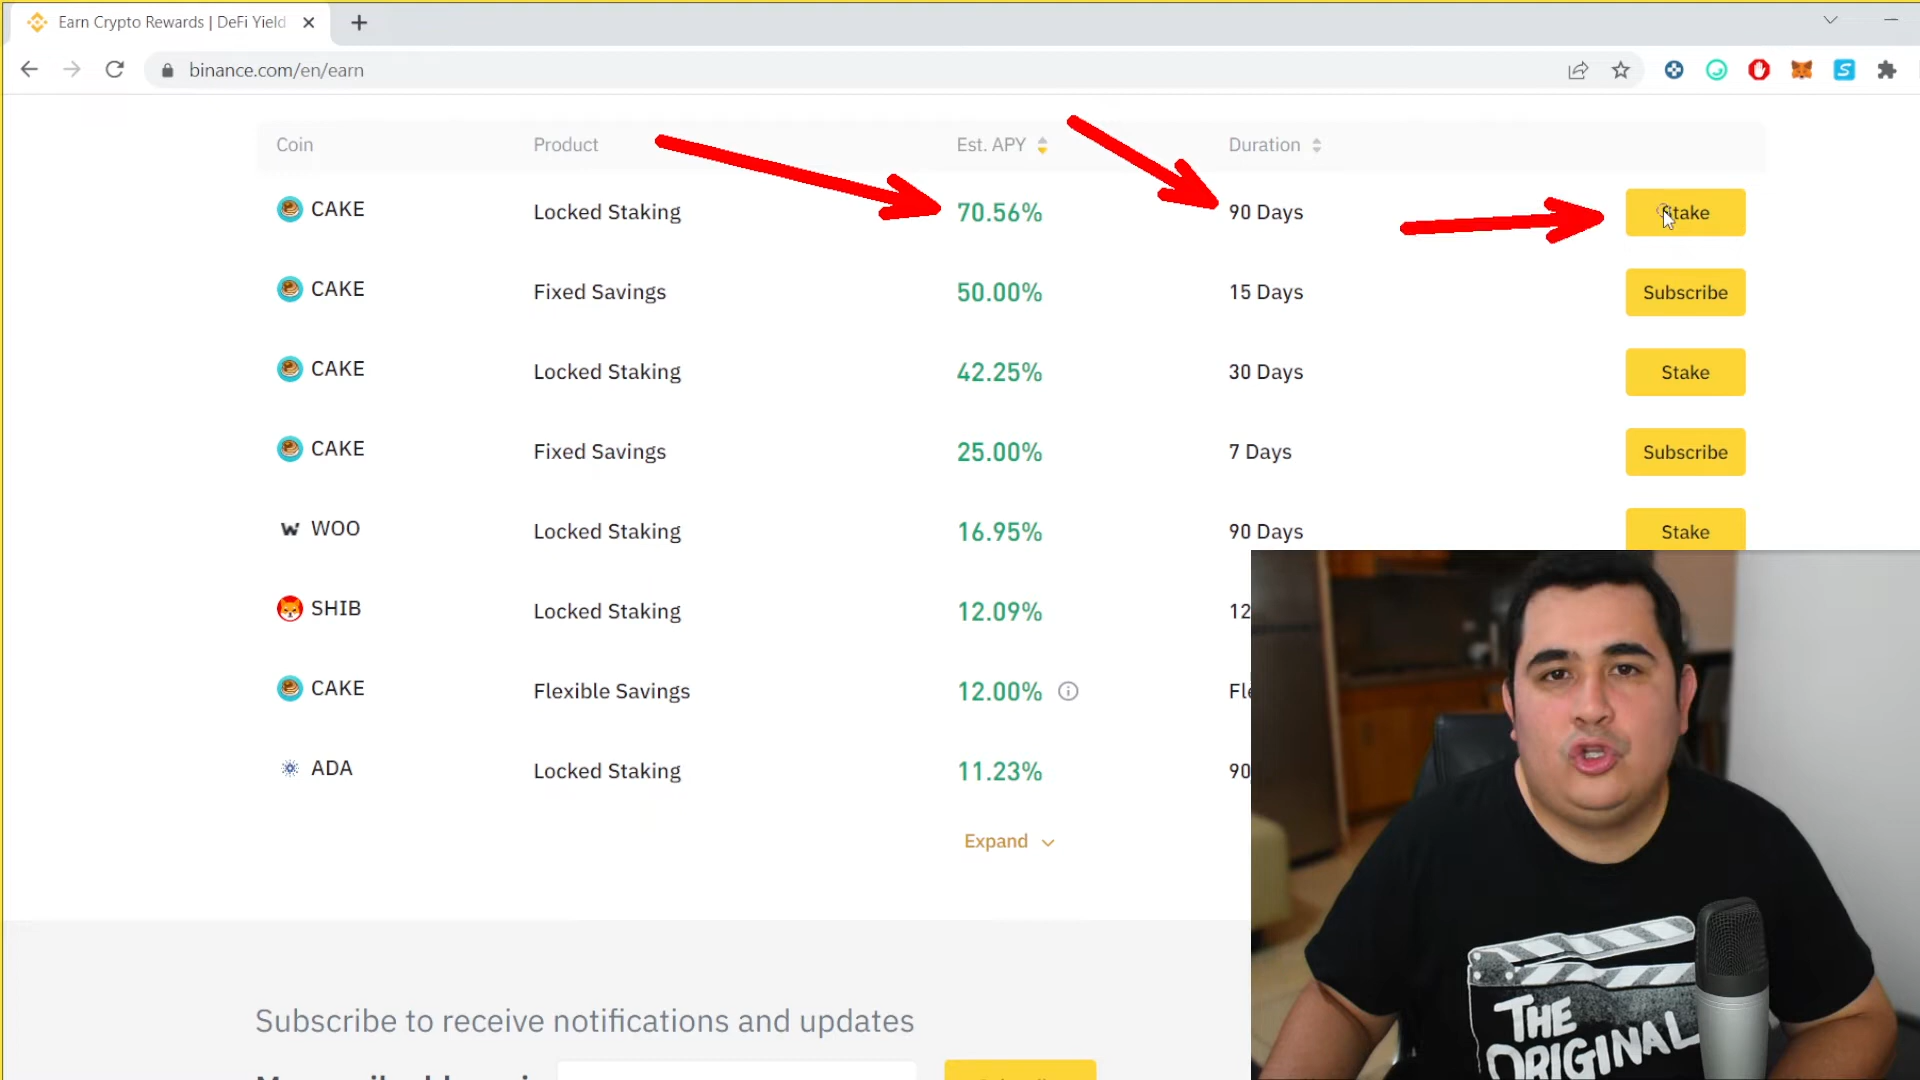 Earn Crypto Rewards | DeFi Yield
binance.com/en/earn
Coin Product Est. APY Duration
CAKE Locked Staking 70.56% 90 Days Stake
CAKE Fixed Savings 50.00% 15 Days Subscribe
CAKE Locked Staking 42.25% 30 Days Stake
CAKE Fixed Savings 25.00% 7 Days Subscribe
W WOO Locked Staking 16.95% 90 Days Stake
SHIB Locked Staking 12.09% 12
CAKE Flexible Savings 12.00%
ADA Locked Staking 11.23% 90
Expand
Subscribe to receive notifications and updates
THE
ORIGINAL